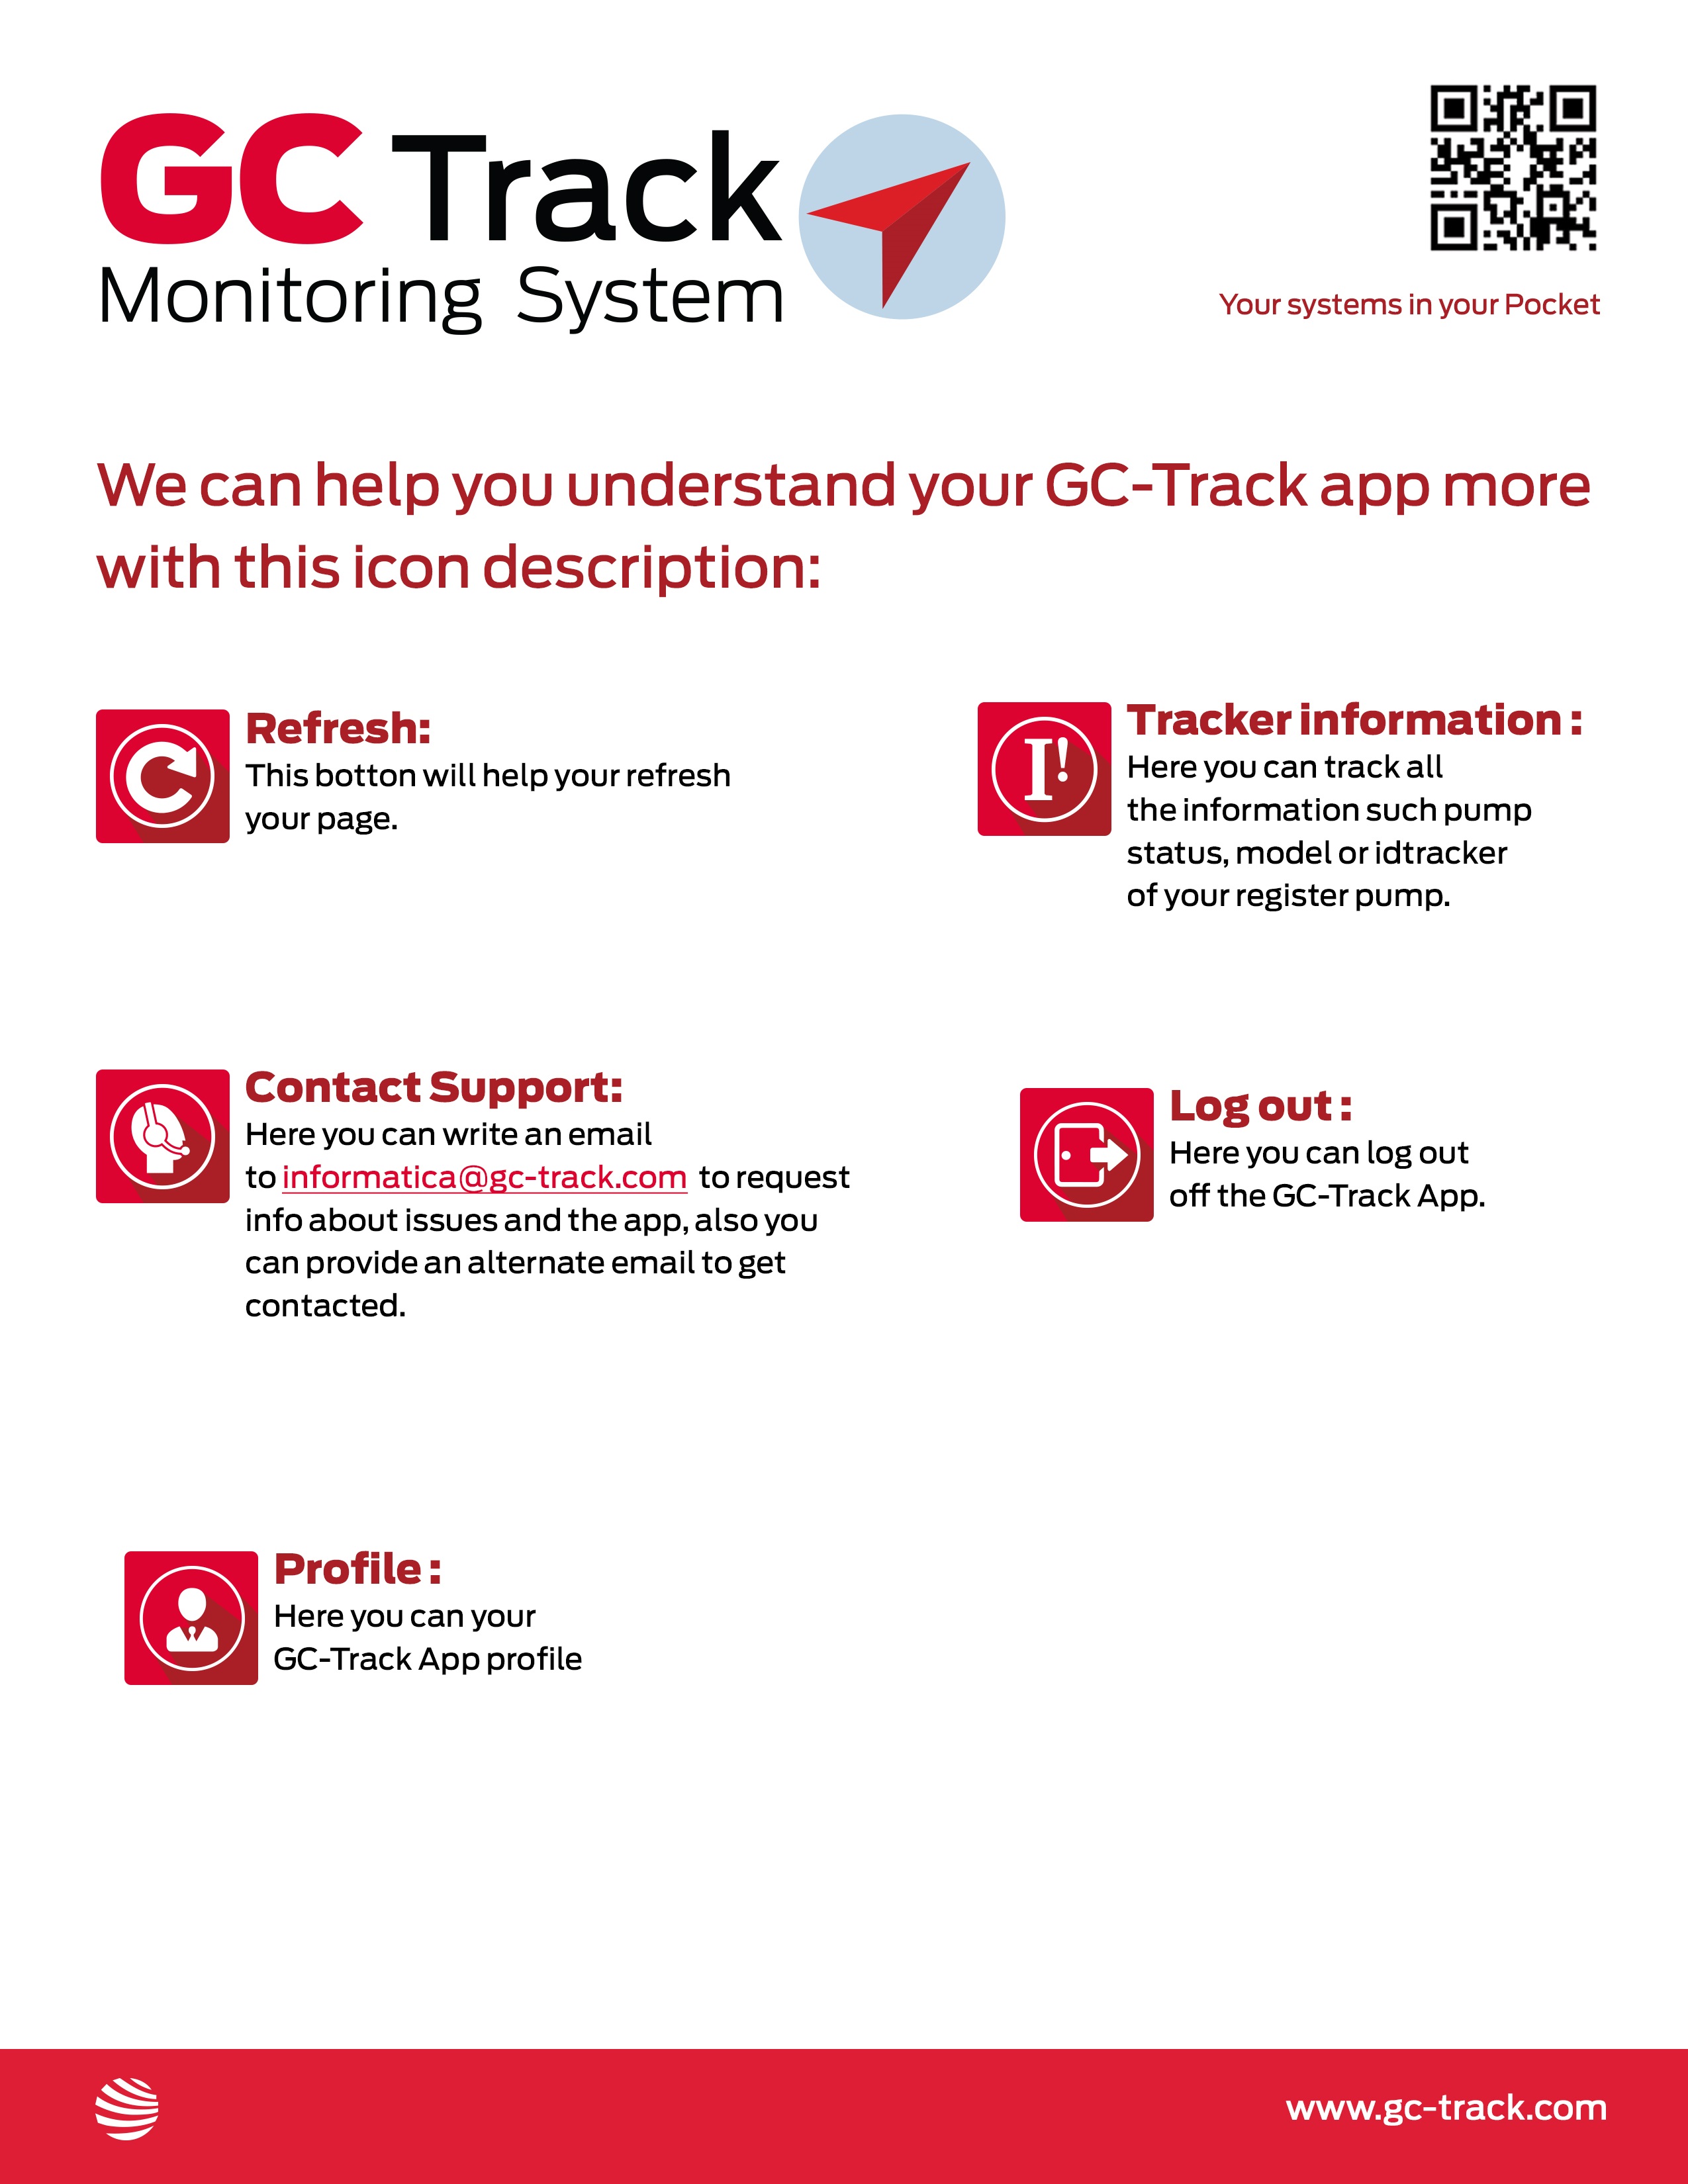 GC Track
Monitoring System
Your systems in your Pocket
We can help you understand your GC-Track app more
with this icon description:
Refresh:
This botton will help your refresh
your page.
Tracker information :
Here you can track all
the information such pump
status, model or idtracker
of your register pump.
I!
Contact Support:
Here you can write an email
to informatica@gc-track.com to request
info about issues and the app, also you
can provide an alternate email to get
contacted.
Log out :
Here you can log out
off the GC-Track App.
Profile :
Here you can your
GC-Track App profile
www.gc-track.com